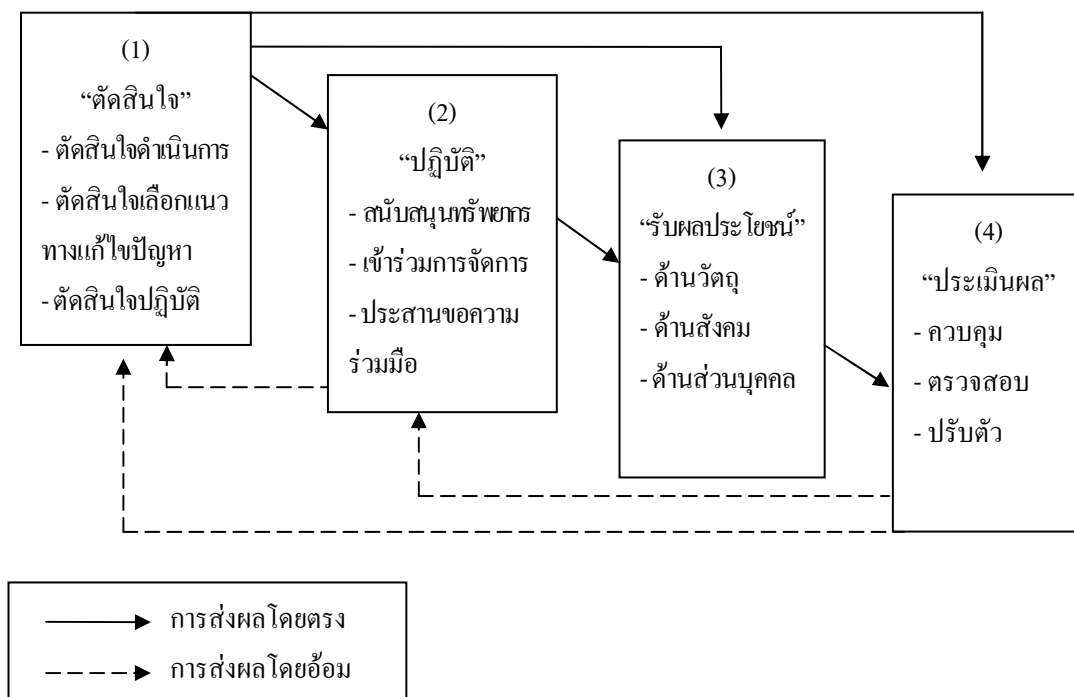 (1)
“ตัดสินใจ”
- ตัดสินใจดำเนินการ
- ตัดสินใจเลือกแนว
ทางแก้ไขปัญหา
- ตัดสินใจปฏิบัติ
(2)
“ปฏิบัติ”
- สนับสนุนทรัพยากร
- เข้าร่วมการจัดการ
- ประสานขอความ
ร่วมมือ
(3)
“รับผลประโยชน์”
- ด้านวัตถุ
- ด้านสังคม
- ด้านส่วนบุคคล
(4)
“ประเมินผล”
- ควบคุม
- ตรวจสอบ
- ปรับตัว
การส่งผลโดยตรง
การส่งผลโดยอ้อม